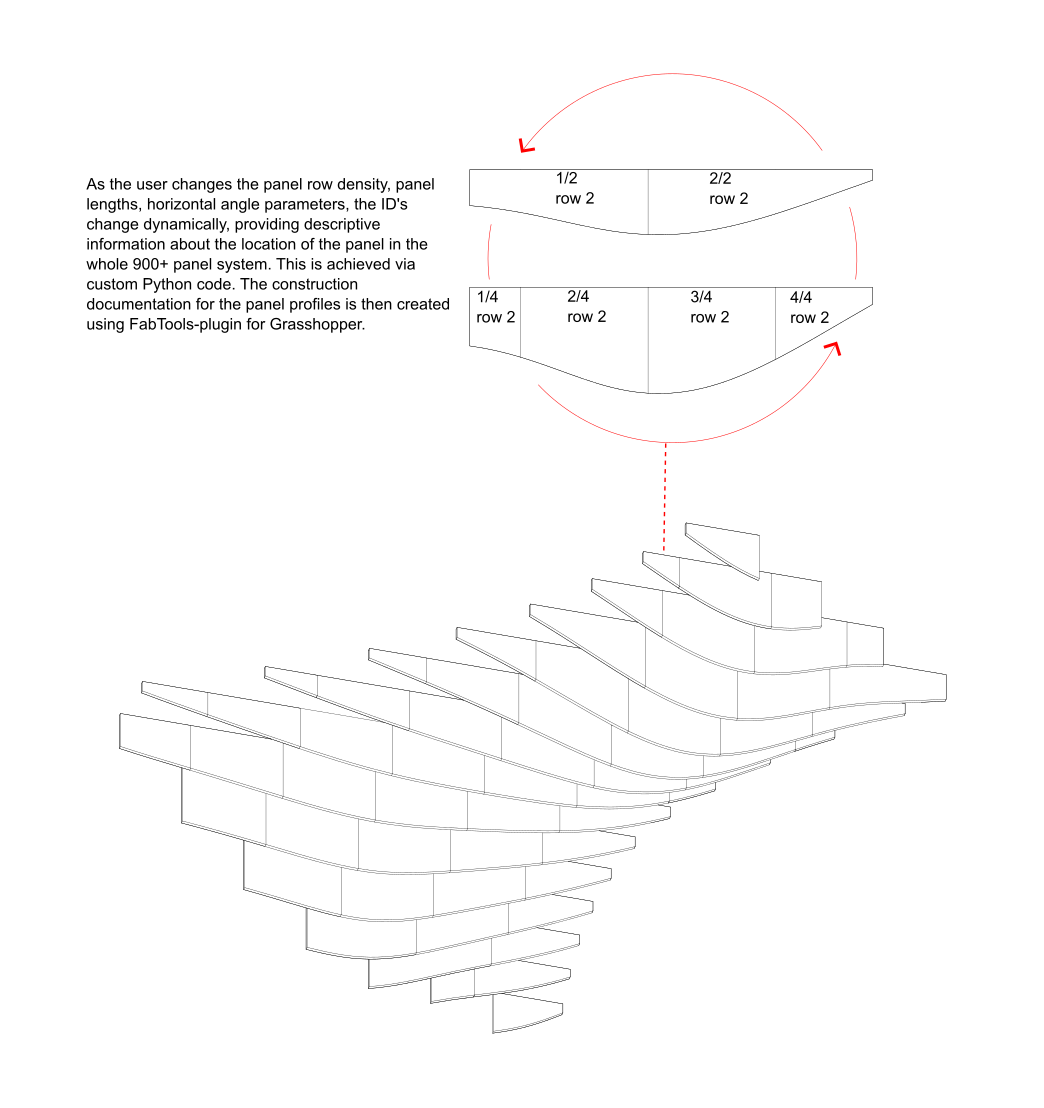 As the user changes the panel row density, panel
lengths, horizontal angle parameters, the ID's
change dynamically, providing descriptive
information about the location of the panel in the
whole 900+ panel system. This is achieved via
custom Python code. The construction
documentation for the panel profiles is then created
using FabTools-plugin for Grasshopper.
1/2
row 2
2/2
row 2
1/4
row 2
2/4
row 2
3/4
row 2
4/4
row 2